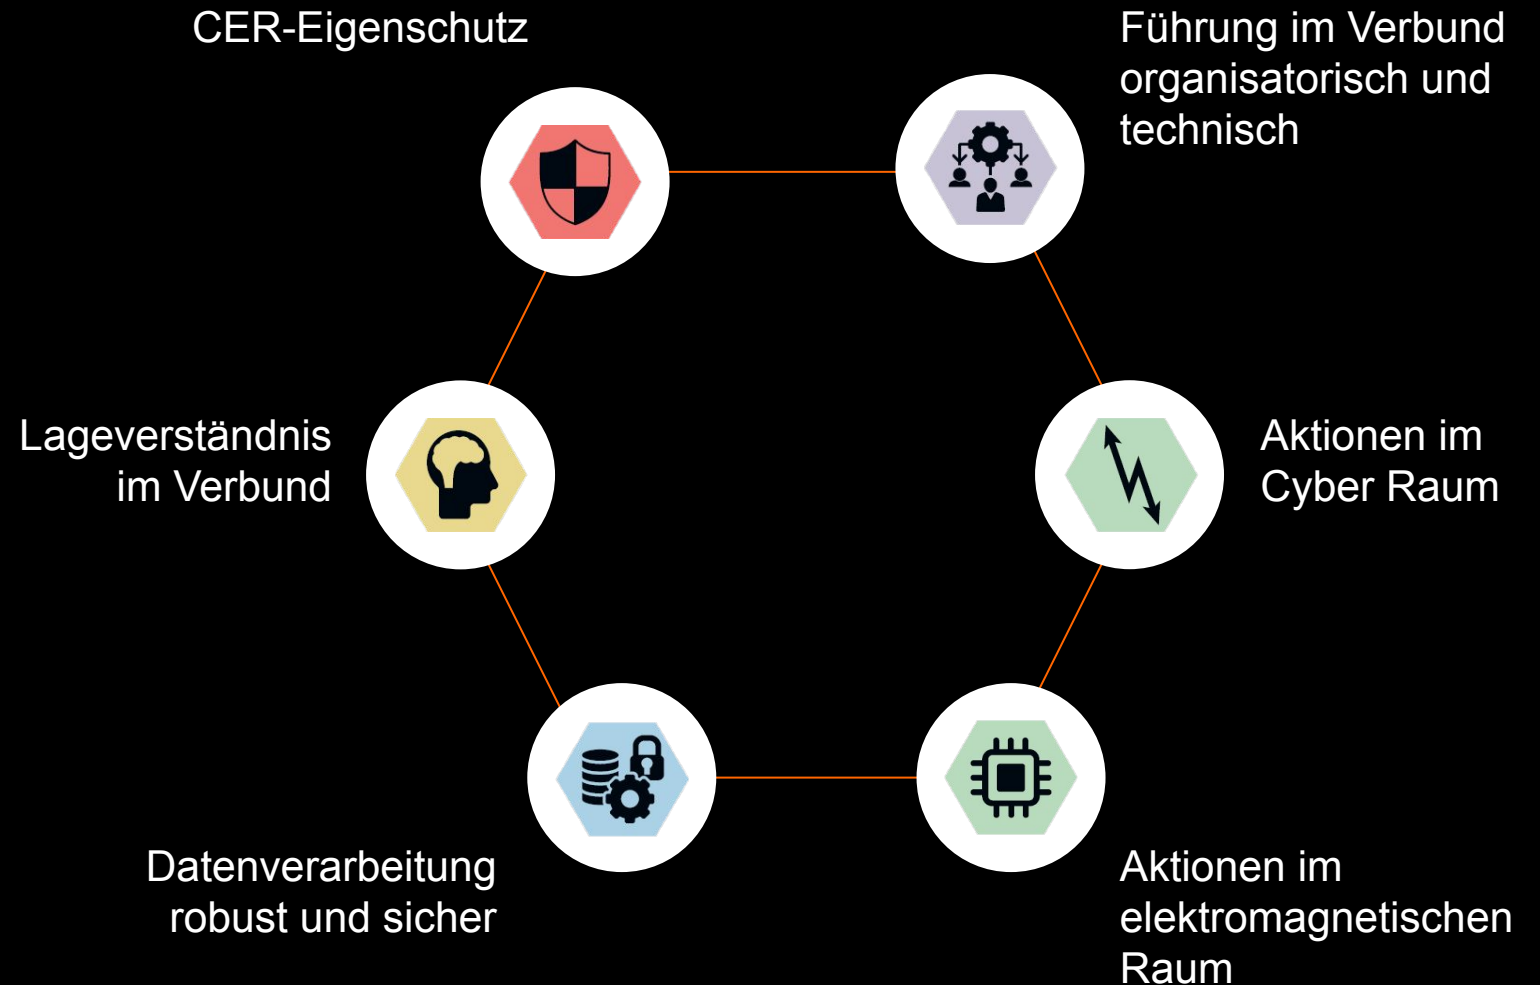 CER-Eigenschutz
Führung im Verbund
organisatorisch und
technisch
Lageverständnis
im Verbund
Aktionen im
Cyber Raum
Datenverarbeitung
robust und sicher
Aktionen im
elektromagnetischen
Raum